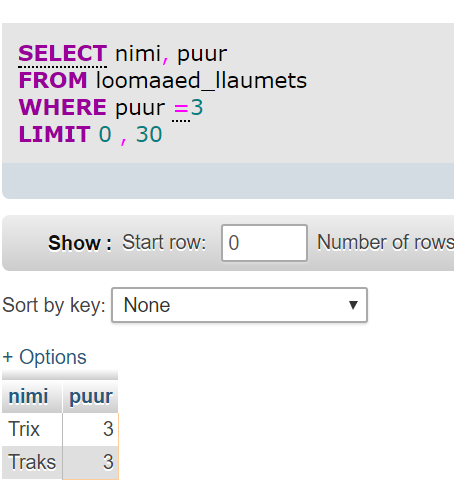 SELECT nimi, puur
FROM loomaaed_llaumets
WHERE puur =3
LIMIT 0 , 30
Show : Start row: 0 Number of rows
Sort by key: None
+ Options
nimi puur
Trix 3
Traks 3